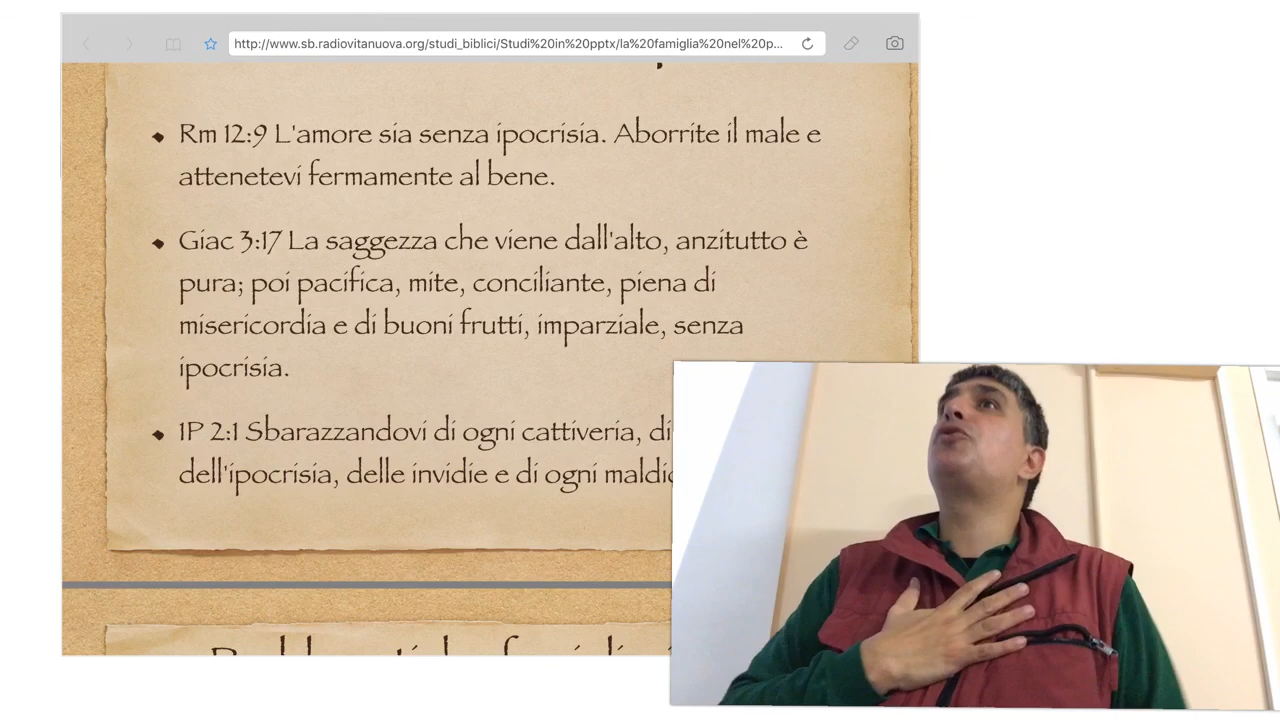 http://www.sb.radiovitanuova.org/studi_biblici/Studi%20in%20pptx/la%20famiglia%20nel%20p...
Rm 12:9 L'amore sia senza ipocrisia. Aborrite il male e
attenetevi fermamente al bene.
Giac 3:17 La saggezza che viene dall'alto, anzitutto è
pura; poi pacifica, mite, conciliante, piena di
misericordia e di buoni frutti, imparziale, senza
ipocrisia.
1P 2:1 Sbarazzandovi di ogni cattiveria, di
dell'ipocrisia, delle invidie e di ogni